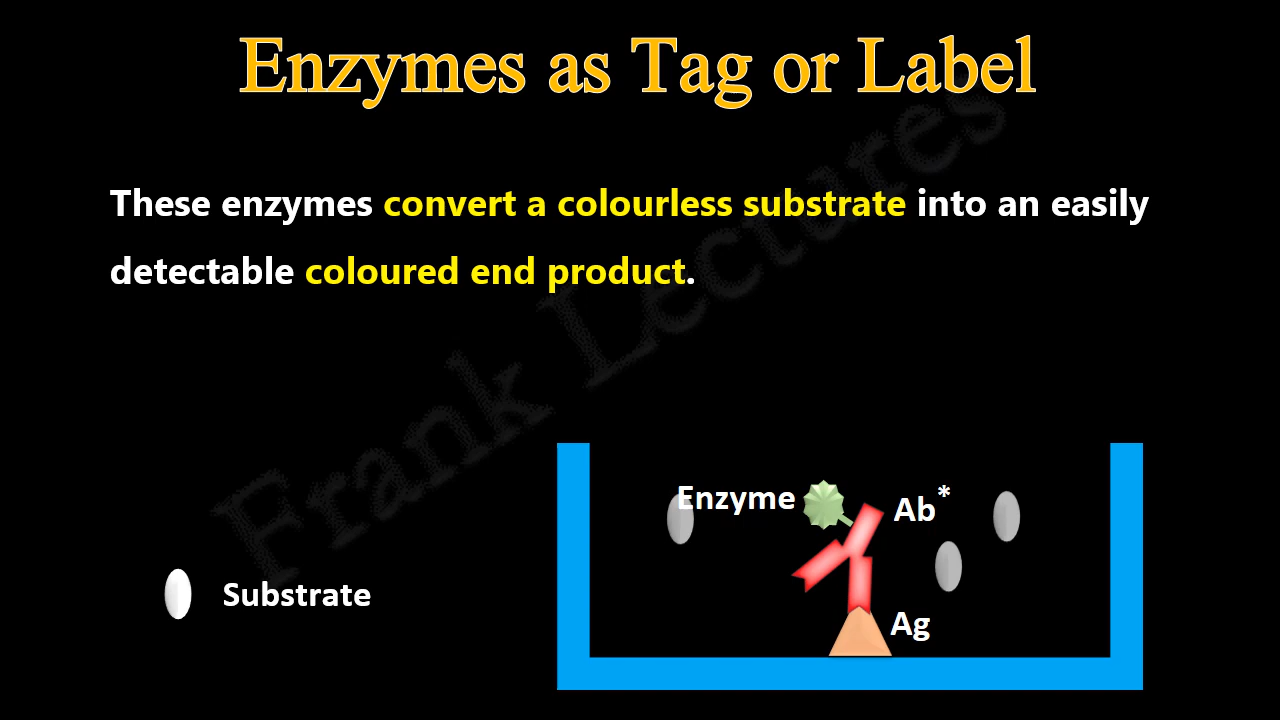 Enzymes as Tag or Label
These enzymes convert a colourless substrate into an easily
detectable coloured end product.
Frank Lectures
Enzyme
Ab*
Substrate
Ag